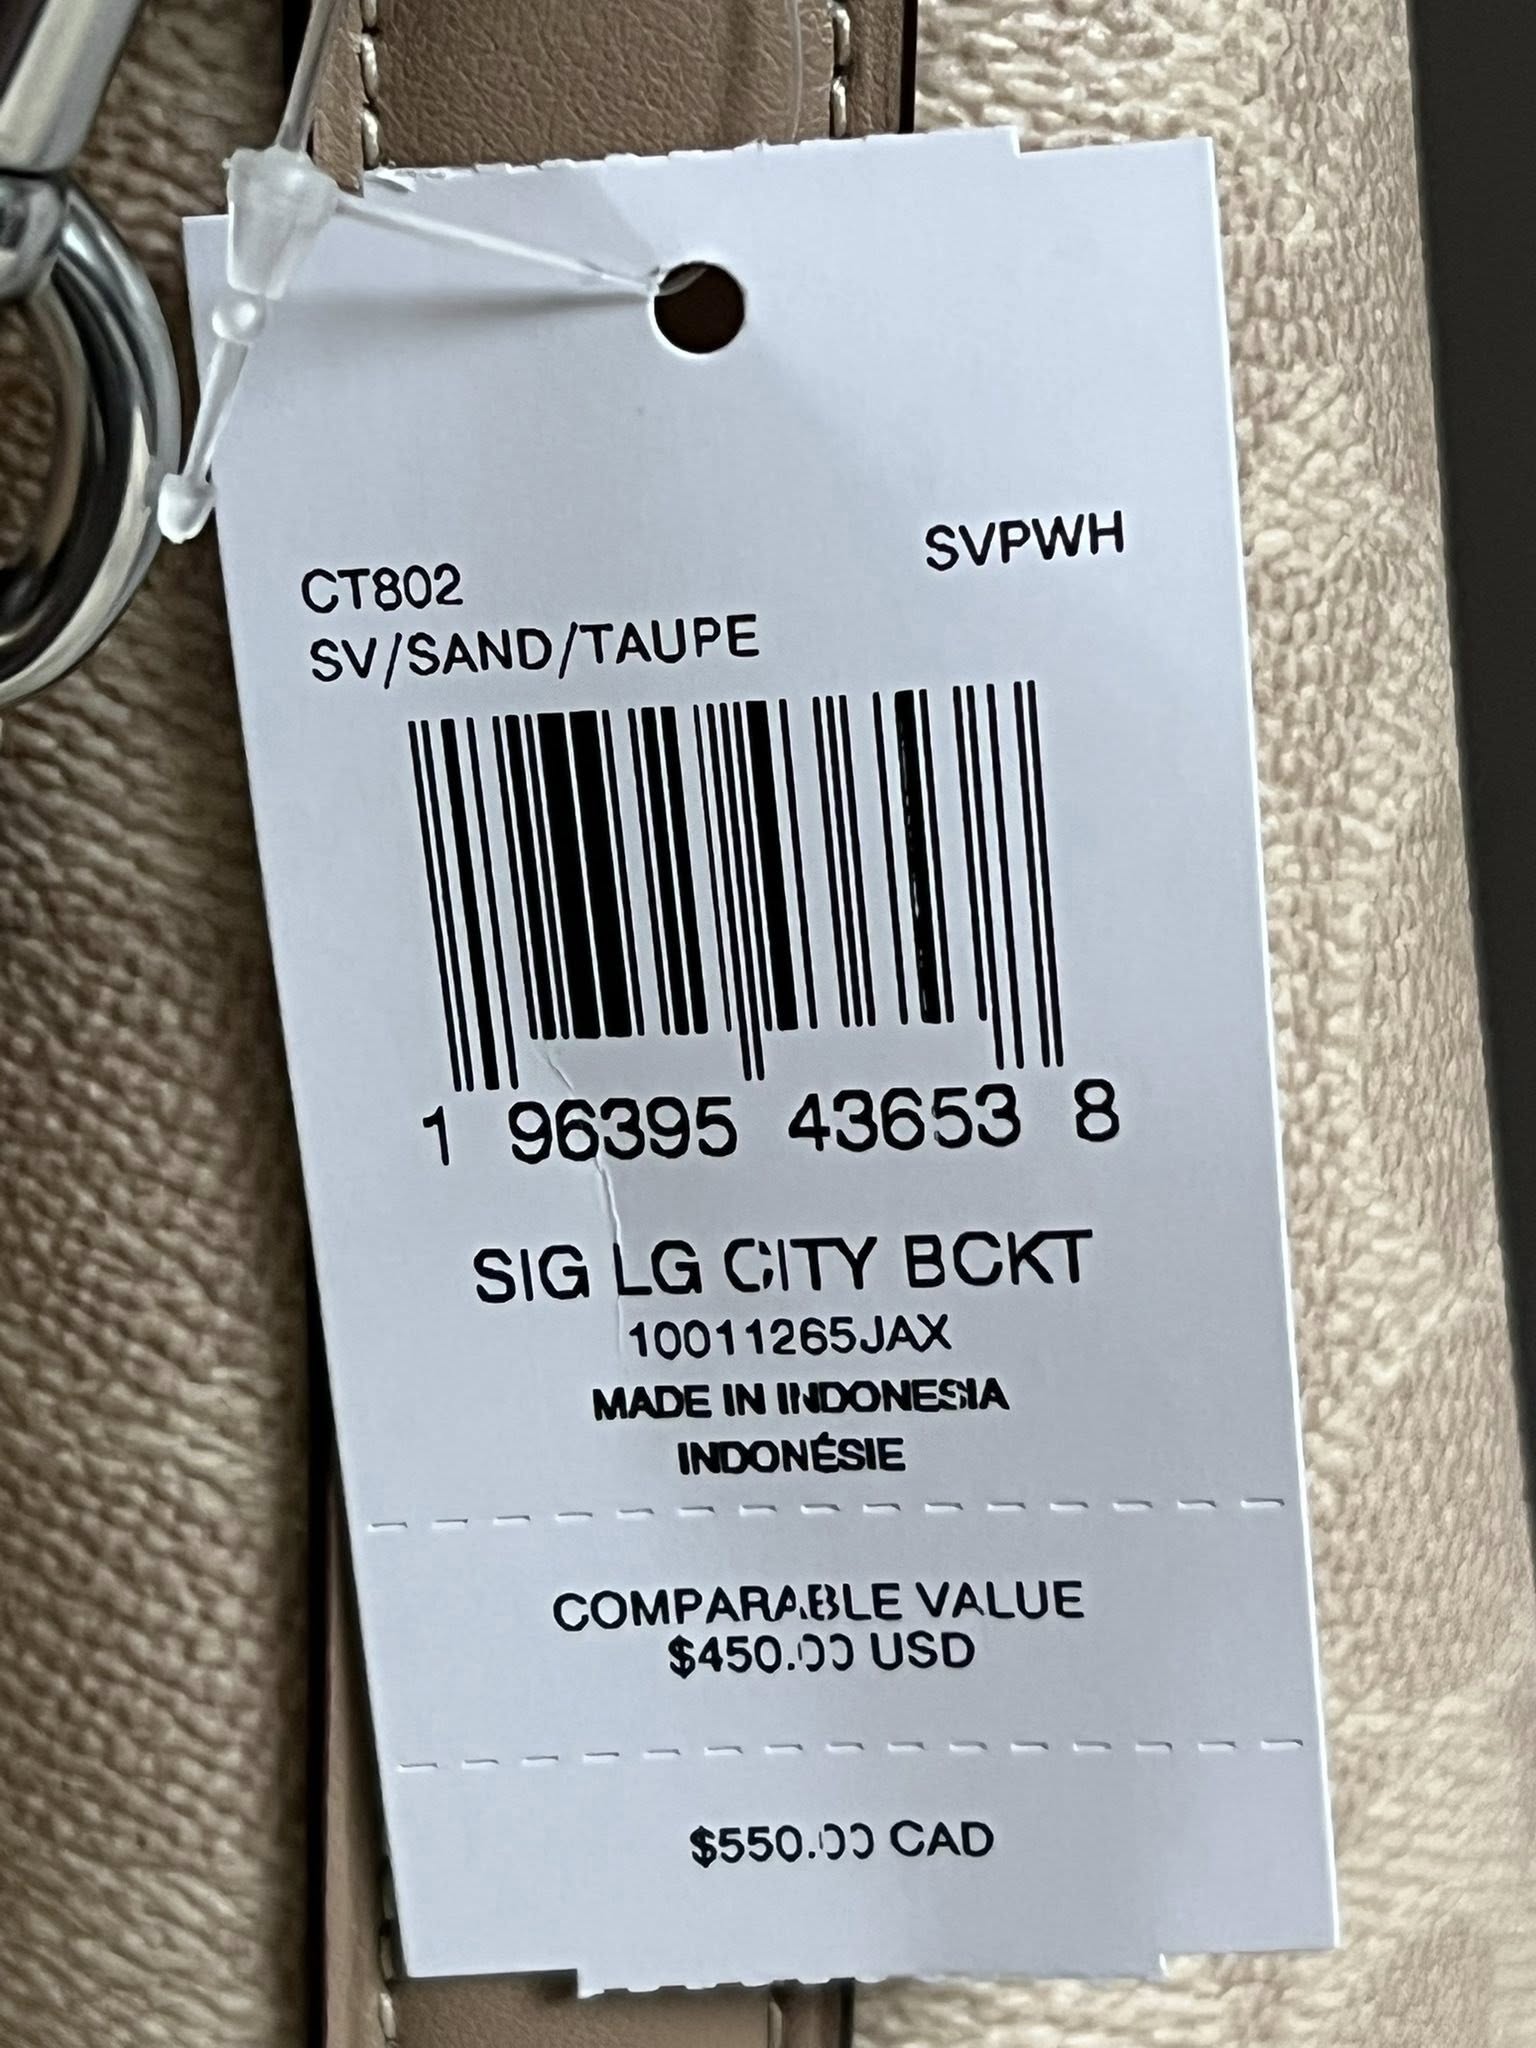 SVPWH
CT802
SV/SAND/TAUPE
1 96395 43653 8
SIG LG CITY BCKT
10011265JAX
MADE IN INDONESIA
INDONÉSIE
COMPARABLE VALUE
$450.00 USD
$550.00 CAD